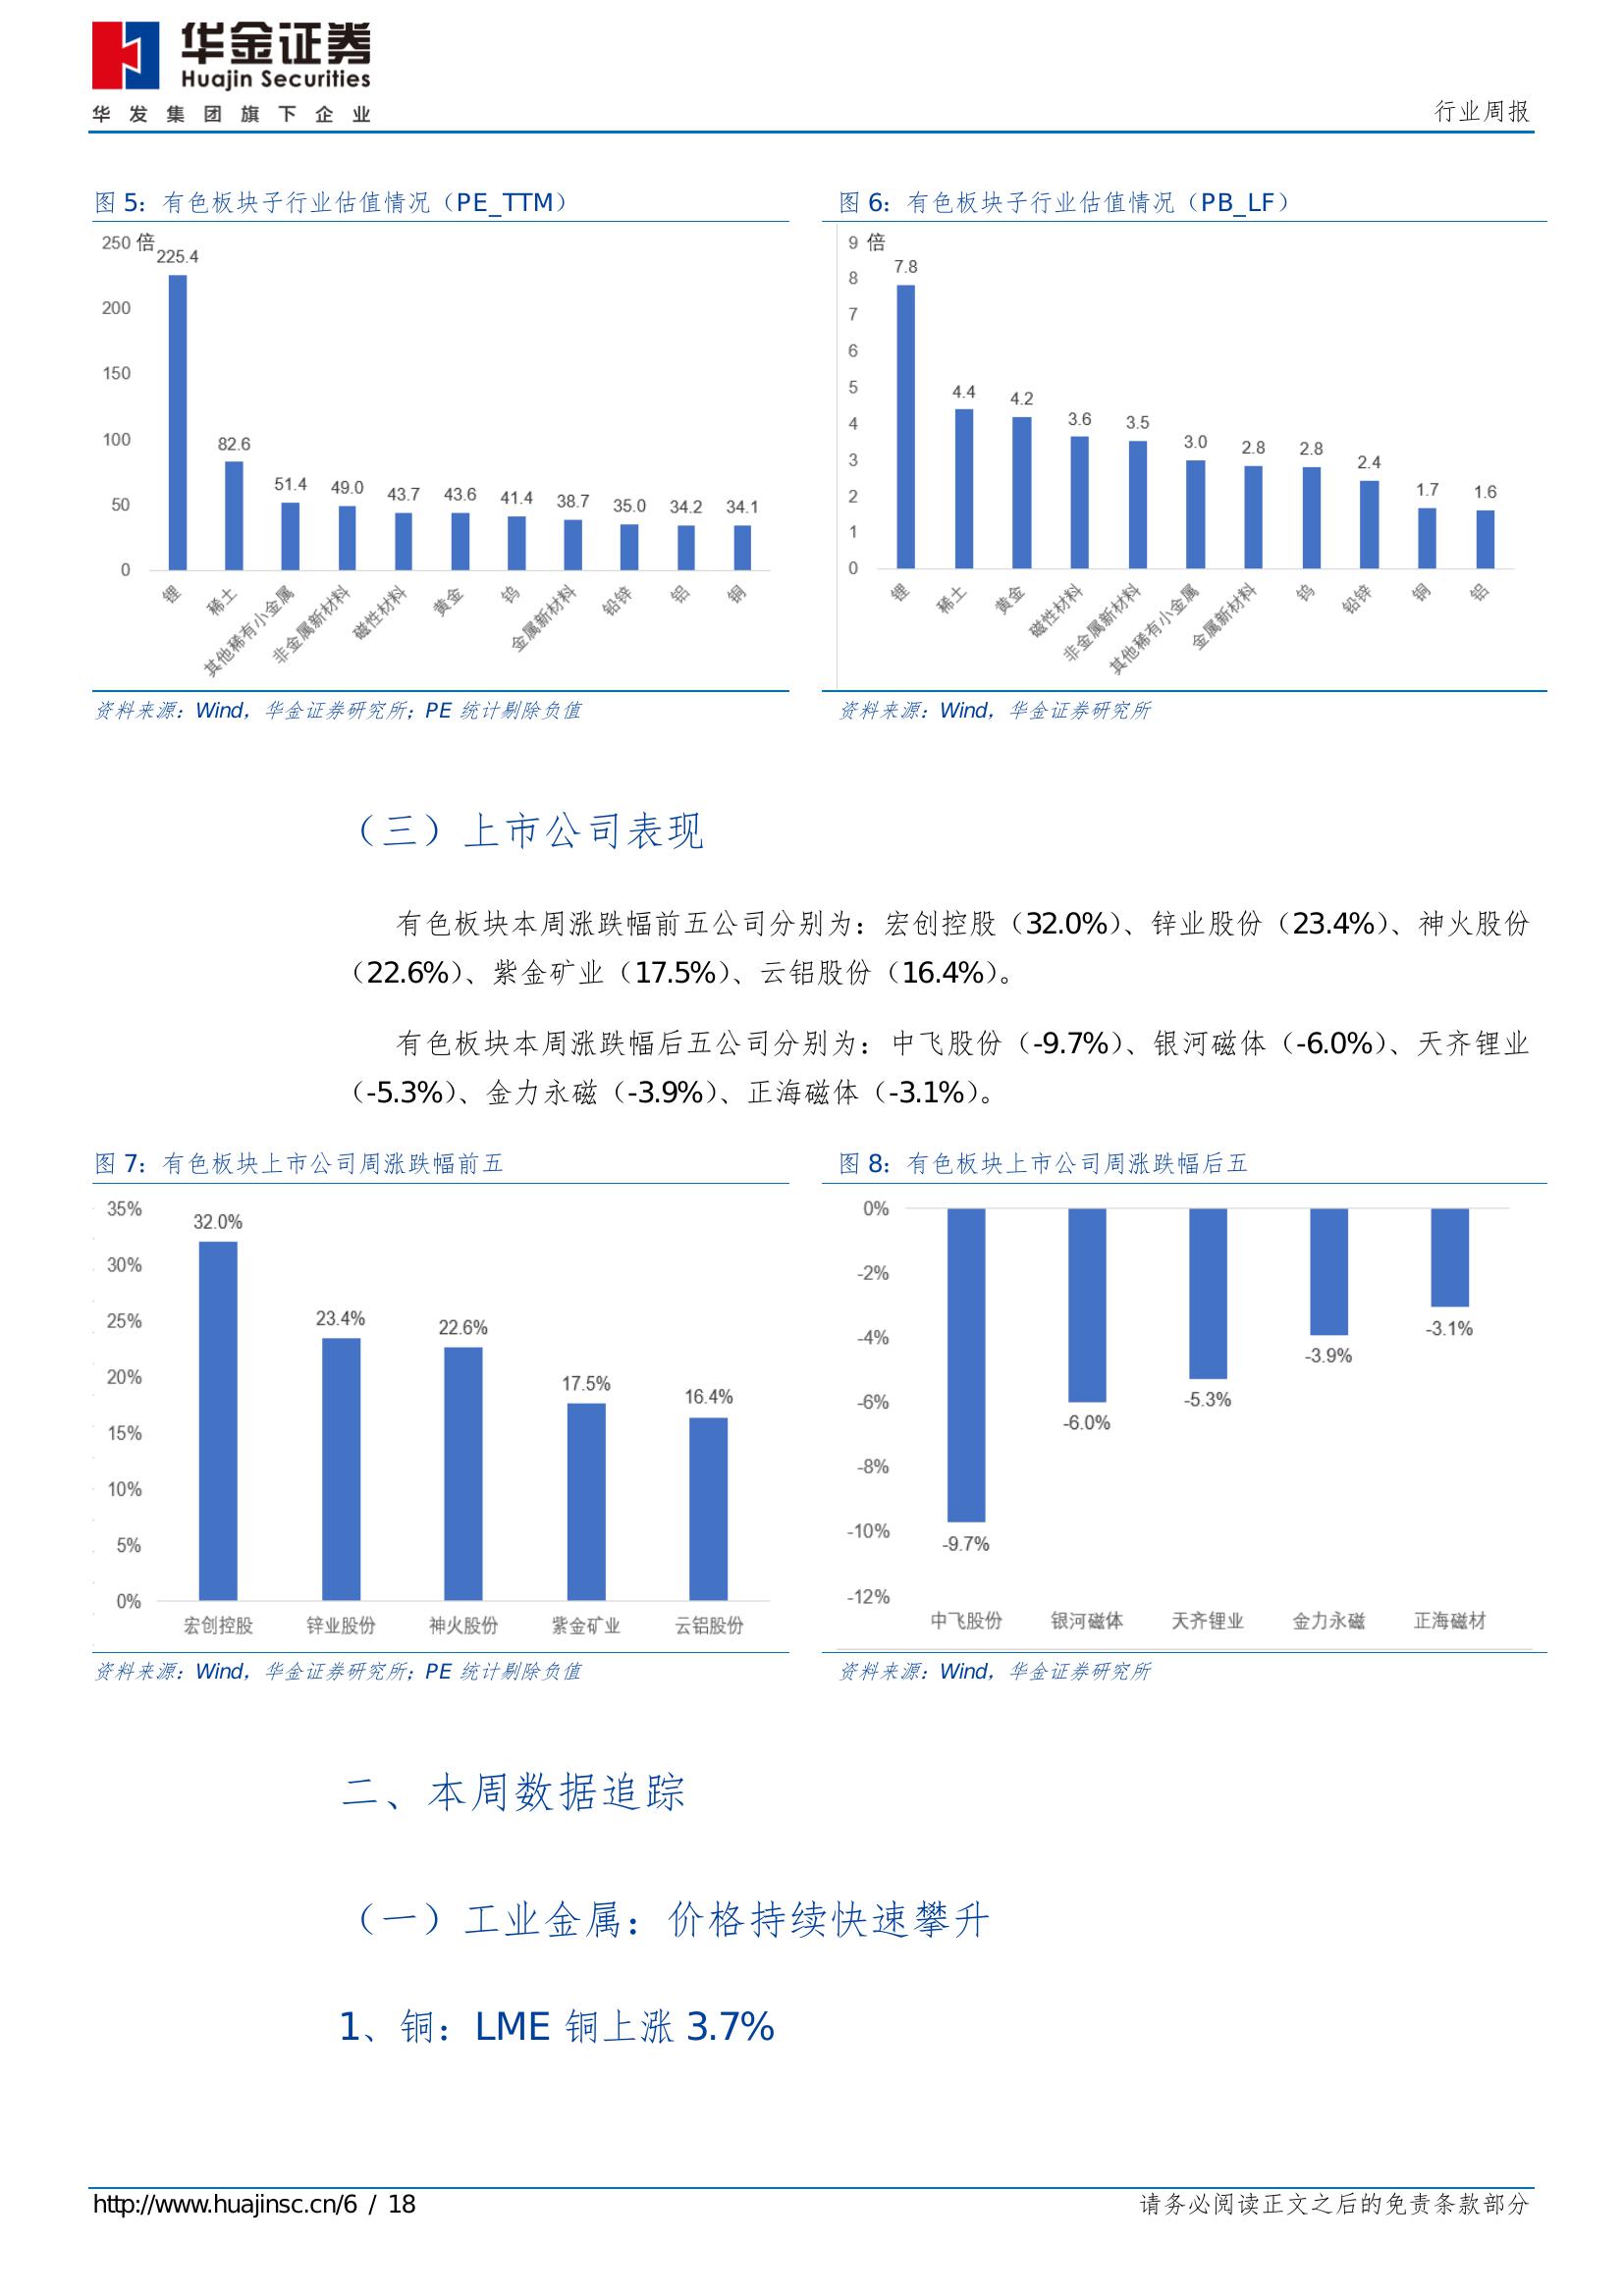 华金证券
Huajin Securities
华发集团旗下企业
行业周报
图 5：有色板块子行业估值情况（PE_TTM）
250 倍
225.4
200
150
100
82.6
51.4 49.0 43.7 43.6 41.4 38.7 35.0 34.2 34.1
50
0
锂 稀土 其他稀有小金属 非金属新材料 磁性材料 黄金 钨 金属新材料 铅锌 铝 铜
资料来源：Wind，华金证券研究所；PE 统计剔除负值
图 6：有色板块子行业估值情况（PB_LF）
9 倍
7.8
8
7
6
5
4.4 4.2
4
3.6 3.5
3.0 2.8 2.8
3
2.4
2
1.7 1.6
1
0
锂 稀土 黄金 磁性材料 非金属新材料 其他稀有小金属 金属新材料 钨 铅锌 铜 铝
资料来源：Wind，华金证券研究所
（三）上市公司表现
有色板块本周涨跌幅前五公司分别为：宏创控股（32.0%）、锌业股份（23.4%）、神火股份
（22.6%）、紫金矿业（17.5%）、云铝股份（16.4%）。
有色板块本周涨跌幅后五公司分别为：中飞股份（-9.7%）、银河磁体（-6.0%）、天齐锂业
（-5.3%）、金力永磁（-3.9%）、正海磁体（-3.1%）。
图 7：有色板块上市公司周涨跌幅前五
35%
32.0%
30%
25%
23.4%
22.6%
20%
17.5%
16.4%
15%
10%
5%
0%
宏创控股 锌业股份 神火股份 紫金矿业 云铝股份
资料来源：Wind，华金证券研究所；PE 统计剔除负值
图 8：有色板块上市公司周涨跌幅后五
0%
-2%
-3.1%
-4%
-3.9%
-5.3%
-6%
-6.0%
-8%
-10%
-9.7%
-12%
中飞股份 银河磁体 天齐锂业 金力永磁 正海磁材
资料来源：Wind，华金证券研究所
二、本周数据追踪
（一）工业金属：价格持续快速攀升
1、铜：LME 铜上涨 3.7%
http://www.huajinsc.cn/6 / 18
请务必阅读正文之后的免责条款部分